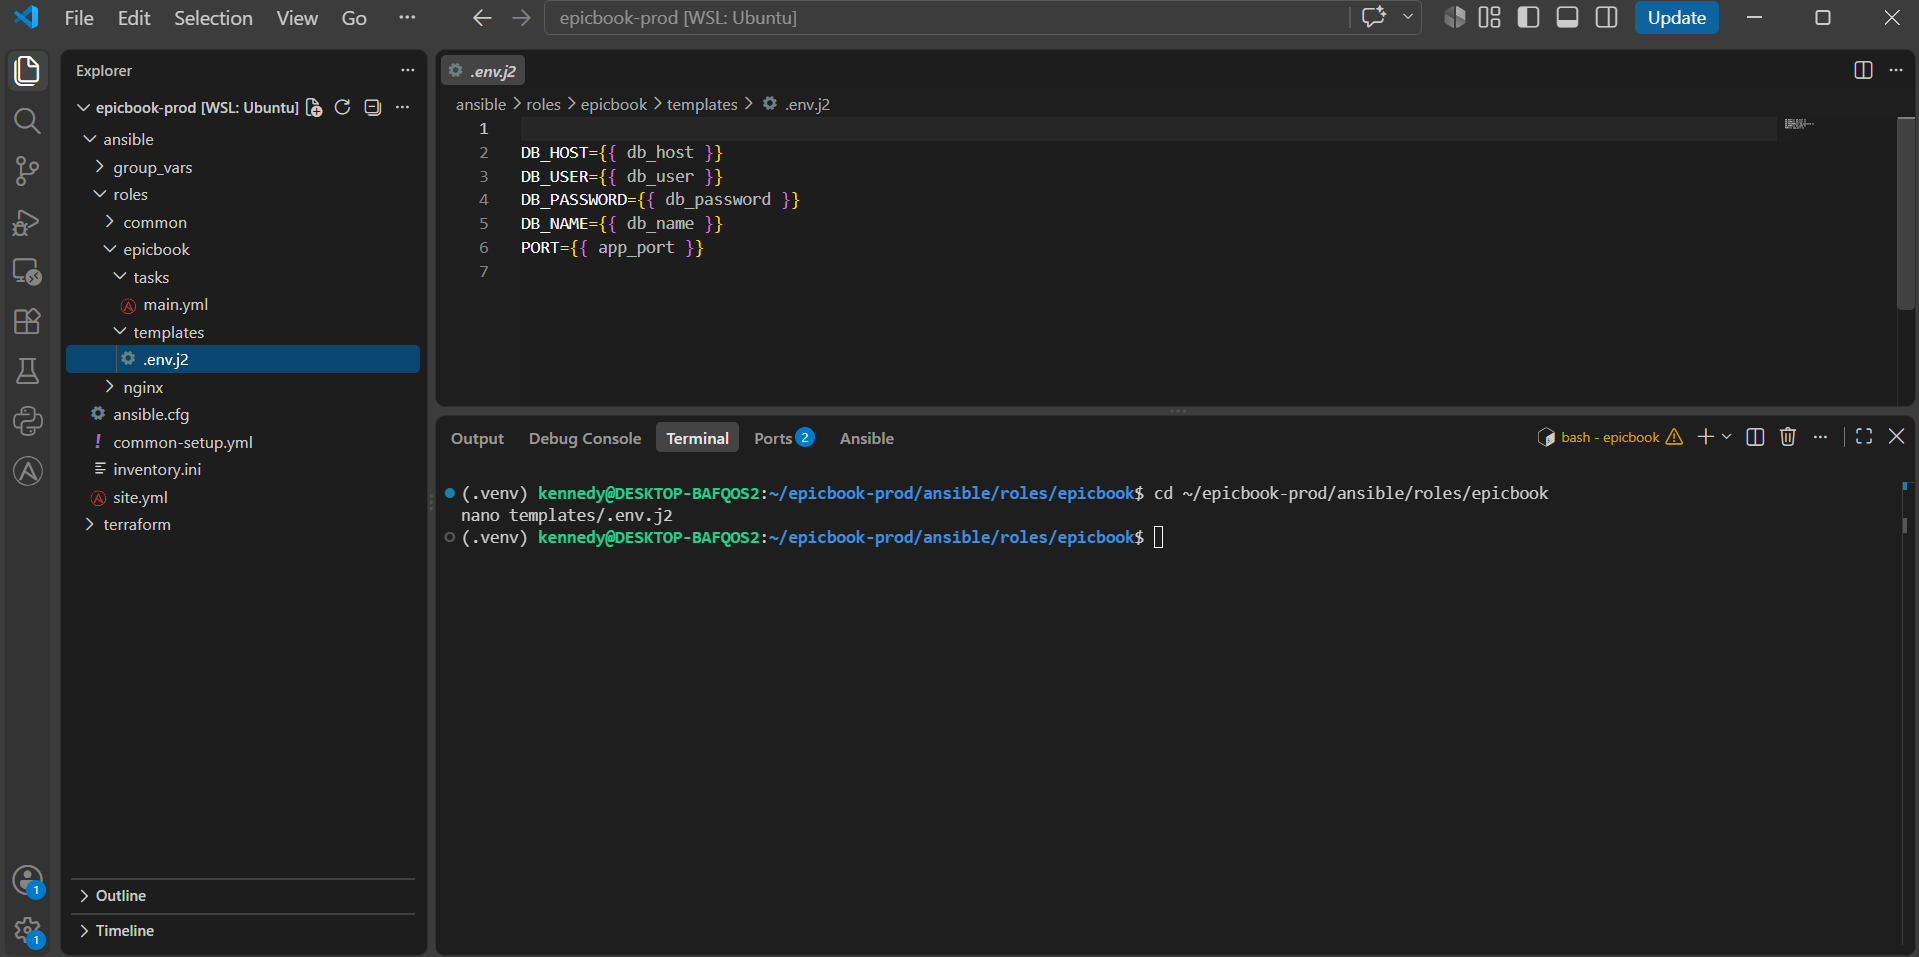 File Edit Selection View Go ···
epicbook-prod [WSL: Ubuntu]
Update
Explorer
epicbook-prod [WSL: Ubuntu]
ansible
group_vars
roles
common
epicbook
tasks
main.yml
templates
.env.j2
nginx
ansible.cfg
! common-setup.yml
inventory.ini
site.yml
terraform
Outline
Timeline
1
1
.env.j2
ansible > roles > epicbook > templates > .env.j2
1
2 DB_HOST={{ db_host }}
3 DB_USER={{ db_user }}
4 DB_PASSWORD={{ db_password }}
5 DB_NAME={{ db_name }}
6 PORT={{ app_port }}
7
Output Debug Console Terminal Ports 2 Ansible
bash - epicbook
(.venv) kennedy@DESKTOP-BAFQOS2:~/epicbook-prod/ansible/roles/epicbook$ cd ~/epicbook-prod/ansible/roles/epicbook
nano templates/.env.j2
(.venv) kennedy@DESKTOP-BAFQOS2:~/epicbook-prod/ansible/roles/epicbook$